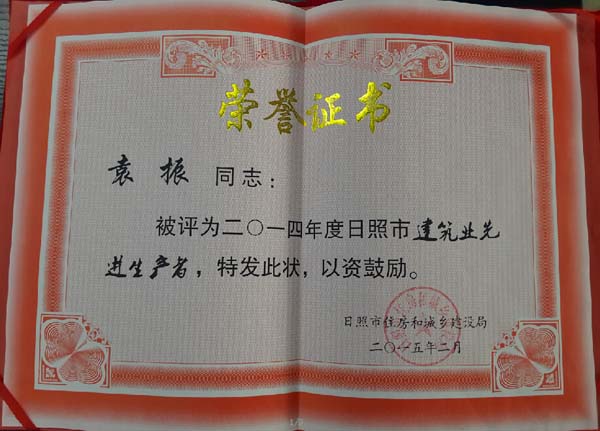 荣誉证书
袁振 同志：
被评为二〇一四年度日照市建筑业先
进生产者，特发此状，以资鼓励。
日照市住房和城乡建设局
二〇一五年二月